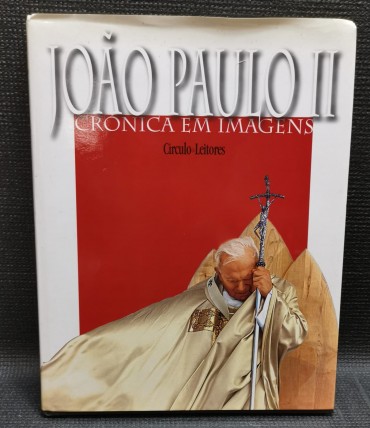 JOÃO PAULO II
CRÓNICA EM IMAGENS
Círculo-Leitores